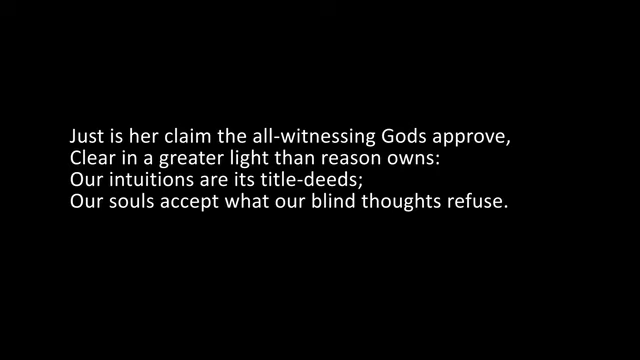 Just is her claim the all-witnessing Gods approve,
Clear in a greater light than reason owns:
Our intuitions are its title-deeds;
Our souls accept what our blind thoughts refuse.